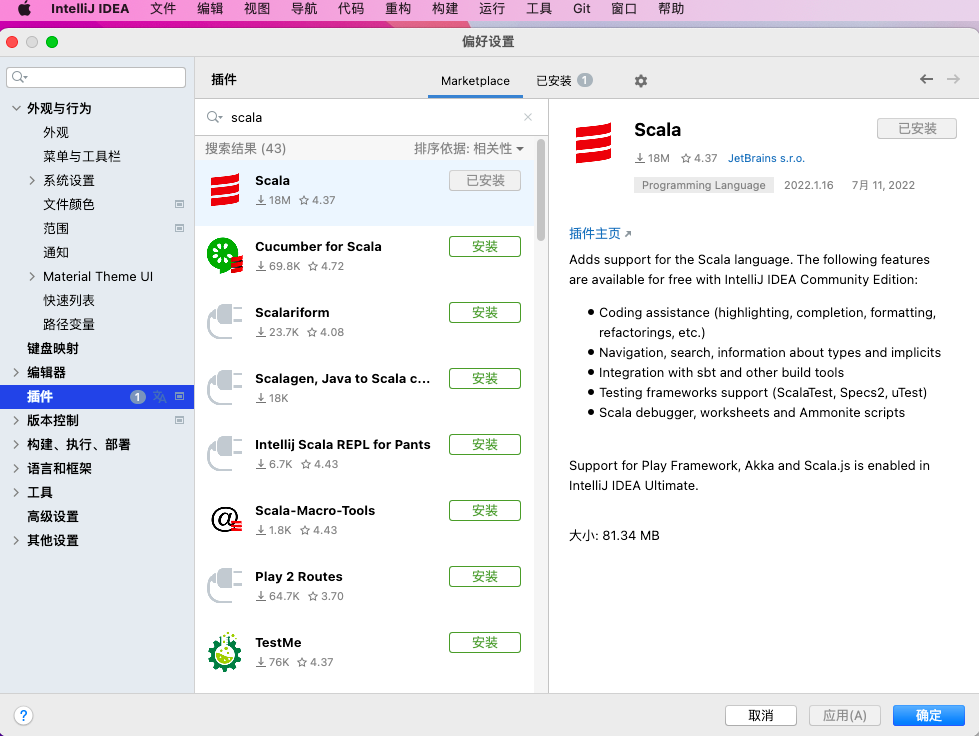 IntelliJ IDEA 文件 编辑 视图 导航 代码 重构 构建 运行 工具 Git 窗口 帮助
偏好设置
外观与行为
外观
菜单与工具栏
系统设置
文件颜色
范围
通知
Material Theme UI
快速列表
路径变量
键盘映射
编辑器
插件 1
版本控制
构建、执行、部署
语言和框架
工具
高级设置
其他设置
插件 Marketplace 已安装 1
scala
搜索结果 (43) 排序依据: 相关性
Scala 已安装
18M 4.37
Cucumber for Scala 安装
69.8K 4.72
Scalariform 安装
23.7K 4.08
Scalagen, Java to Scala c... 安装
18K
Intellij Scala REPL for Pants 安装
6.7K 4.43
Scala-Macro-Tools 安装
1.8K 4.43
Play 2 Routes 安装
64.7K 3.70
TestMe 安装
76K 4.37
Scala 已安装
18M 4.37 JetBrains s.r.o.
Programming Language 2022.1.16 7月 11, 2022
插件主页
Adds support for the Scala language. The following features
are available for free with IntelliJ IDEA Community Edition:
• Coding assistance (highlighting, completion, formatting,
refactorings, etc.)
• Navigation, search, information about types and implicits
• Integration with sbt and other build tools
• Testing frameworks support (ScalaTest, Specs2, uTest)
• Scala debugger, worksheets and Ammonite scripts
Support for Play Framework, Akka and Scala.js is enabled in
IntelliJ IDEA Ultimate.
大小: 81.34 MB
? 取消 应用(A) 确定